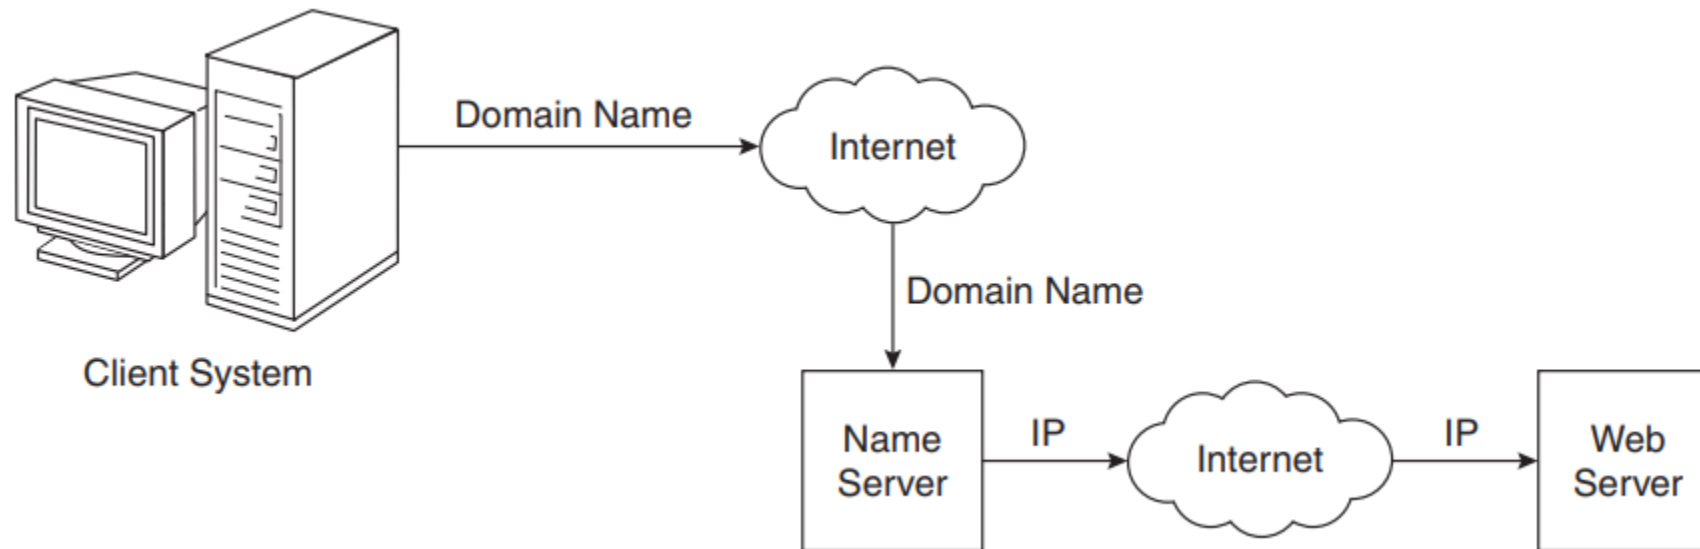 Domain Name
Internet
Domain Name
Client System
Name
Server
IP
Internet
IP
Web
Server